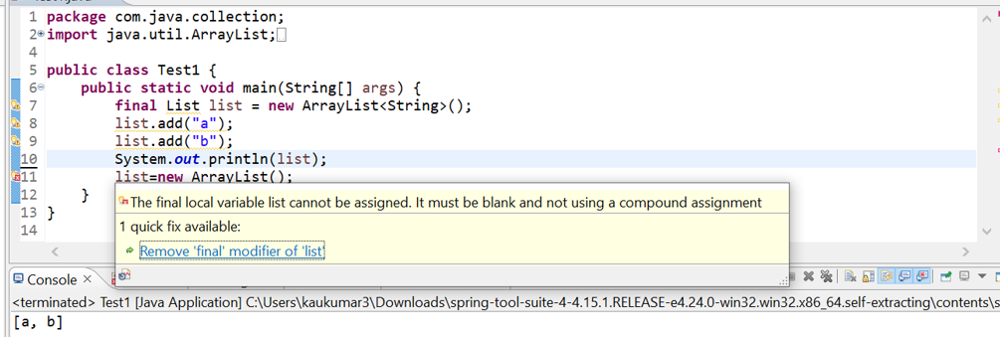 1 package com.java.collection;
2 import java.util.ArrayList;
4
5 public class Test1 {
6 public static void main(String[] args) {
7 final List list = new ArrayList<String>();
8 list.add("a");
9 list.add("b");
10 System.out.println(list);
11 list=new ArrayList();
12 }
13 }
14
The final local variable list cannot be assigned. It must be blank and not using a compound assignment
1 quick fix available:
Remove 'final' modifier of 'list'
Console
<terminated> Test1 [Java Application] C:\Users\kaukumar3\Downloads\spring-tool-suite-4-4.15.1.RELEASE-e4.24.0-win32.win32.x86_64.self-extracting\contents\s
[a, b]